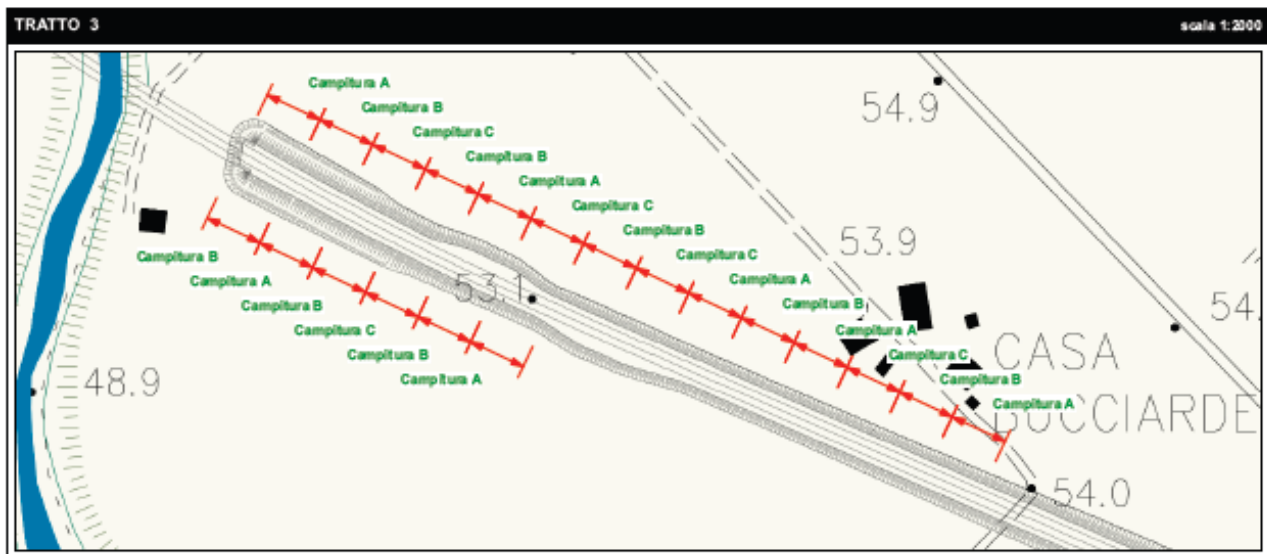 TRATTO 3
scala 1:2000
Campitura A
Campitura B
Campitura C
Campitura B
Campitura A
Campitura C
Campitura B
Campitura C
Campitura A
Campitura B
Campitura A
Campitura C
Campitura B
Campitura A
Campitura B
Campitura A
Campitura B
Campitura C
Campitura B
Campitura A
54.9
53.9
53.1
54.
48.9
CASA
BUCCIARDE
54.0